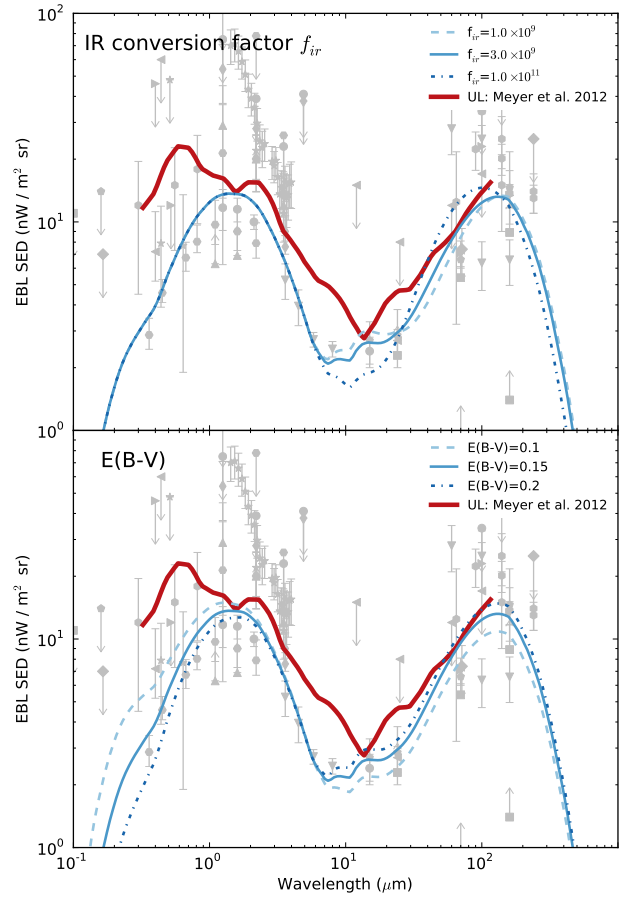 IR conversion factor f_ir
f_ir=1.0 ×10^9
f_ir=3.0 ×10^9
f_ir=1.0 ×10^11
UL: Meyer et al. 2012
10^2
10^1
10^0
EBL SED (nW / m^2 sr)
E(B-V)
E(B-V)=0.1
E(B-V)=0.15
E(B-V)=0.2
UL: Meyer et al. 2012
10^1
10^0
EBL SED (nW / m^2 sr)
10^-1
10^0
10^1
10^2
Wavelength (μm)